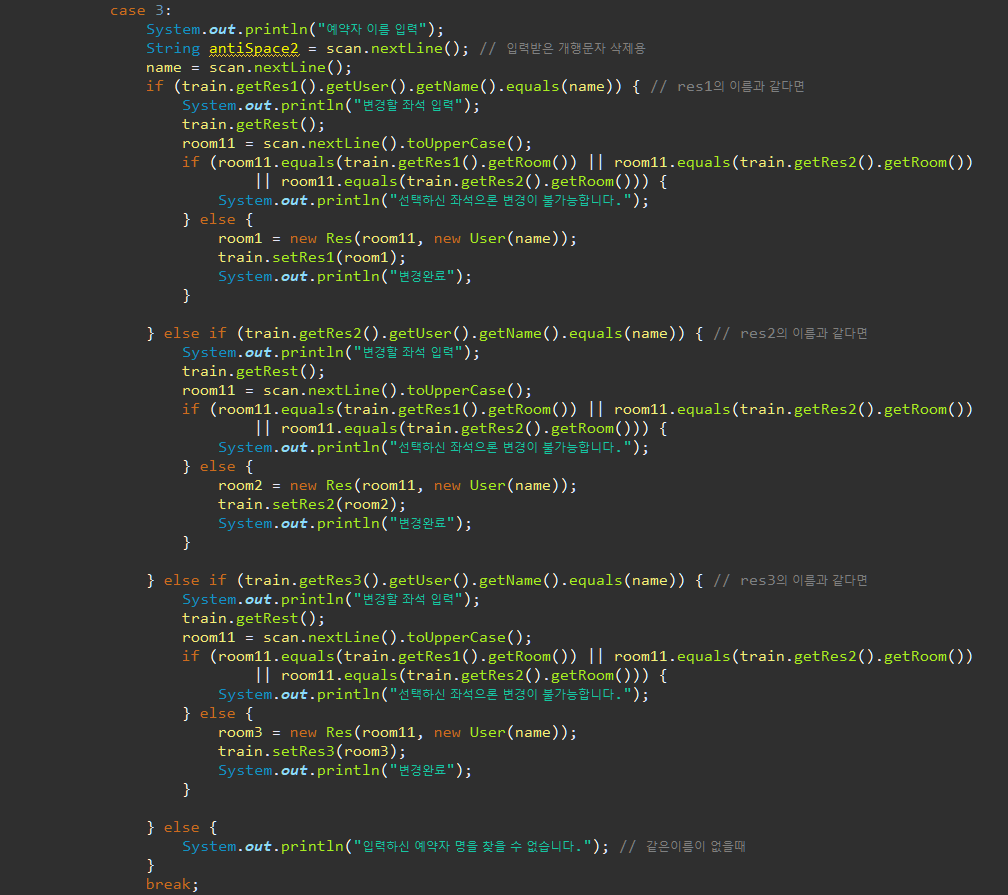 case 3:
System.out.println("예약자 이름 입력");
String antiSpace2 = scan.nextLine(); // 입력받은 개행문자 삭제용
name = scan.nextLine();
if (train.getRes1().getUser().getName().equals(name)) { // res1의 이름과 같다면
System.out.println("변경할 좌석 입력");
train.getRest();
room11 = scan.nextLine().toUpperCase();
if (room11.equals(train.getRes1().getRoom()) || room11.equals(train.getRes2().getRoom())
|| room11.equals(train.getRes2().getRoom())) {
System.out.println("선택하신 좌석으론 변경이 불가능합니다.");
} else {
room1 = new Res(room11, new User(name));
train.setRes1(room1);
System.out.println("변경완료");
}
} else if (train.getRes2().getUser().getName().equals(name)) { // res2의 이름과 같다면
System.out.println("변경할 좌석 입력");
train.getRest();
room11 = scan.nextLine().toUpperCase();
if (room11.equals(train.getRes1().getRoom()) || room11.equals(train.getRes2().getRoom())
|| room11.equals(train.getRes2().getRoom())) {
System.out.println("선택하신 좌석으론 변경이 불가능합니다.");
} else {
room2 = new Res(room11, new User(name));
train.setRes2(room2);
System.out.println("변경완료");
}
} else if (train.getRes3().getUser().getName().equals(name)) { // res3의 이름과 같다면
System.out.println("변경할 좌석 입력");
train.getRest();
room11 = scan.nextLine().toUpperCase();
if (room11.equals(train.getRes1().getRoom()) || room11.equals(train.getRes2().getRoom())
|| room11.equals(train.getRes2().getRoom())) {
System.out.println("선택하신 좌석으론 변경이 불가능합니다.");
} else {
room3 = new Res(room11, new User(name));
train.setRes3(room3);
System.out.println("변경완료");
}
} else {
System.out.println("입력하신 예약자 명을 찾을 수 없습니다."); // 같은이름이 없을때
}
break;